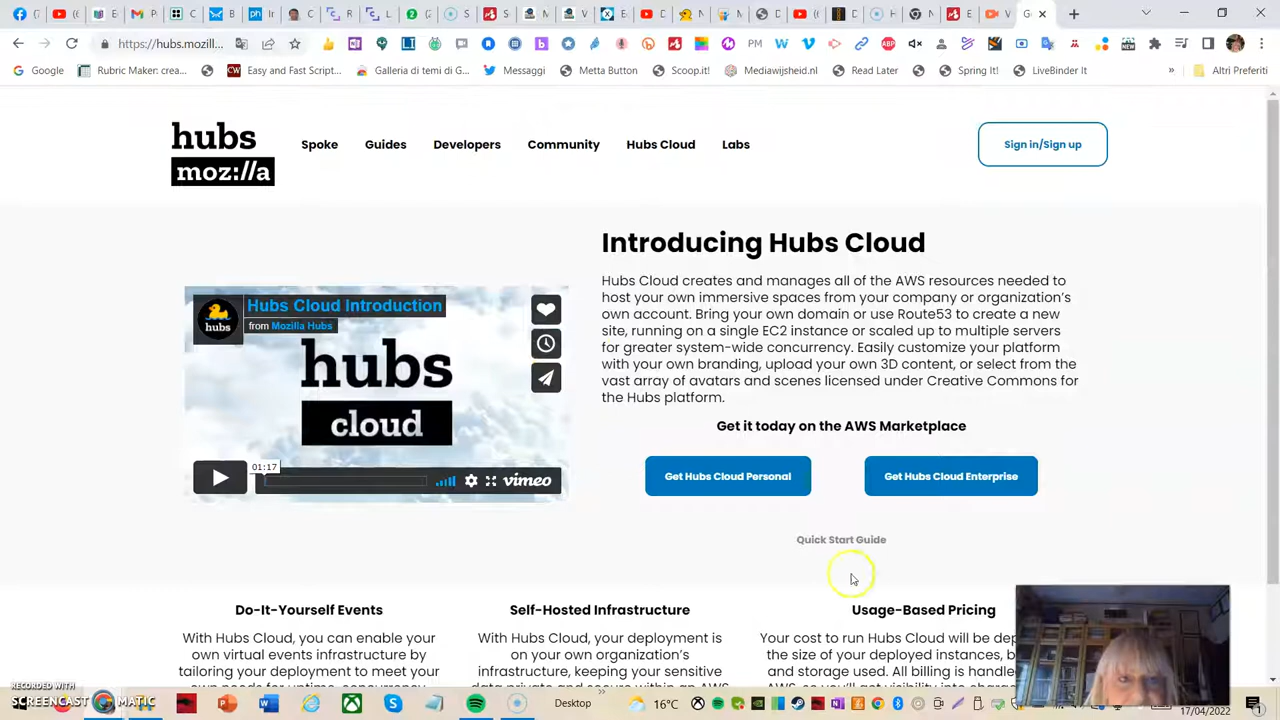 https://hubs.mozill...
PM
ABP
NEW
Google
Rubric Maker: crea...
CW
Easy and Fast Script...
Galleria di temi di G...
Messaggi
Metta Button
Scoop.it!
Mediawijsheid.nl
Read Later
Spring It!
LiveBinder It
»
Altri Preferiti
hubs
moz://a
Spoke
Guides
Developers
Community
Hubs Cloud
Labs
Sign in/Sign up
Introducing Hubs Cloud
Hubs Cloud creates and manages all of the AWS resources needed to
host your own immersive spaces from your company or organization's
own account. Bring your own domain or use Route53 to create a new
site, running on a single EC2 instance or scaled up to multiple servers
for greater system-wide concurrency. Easily customize your platform
with your own branding, upload your own 3D content, or select from the
vast array of avatars and scenes licensed under Creative Commons for
the Hubs platform.
Get it today on the AWS Marketplace
Get Hubs Cloud Personal
Get Hubs Cloud Enterprise
Quick Start Guide
hubs
Hubs Cloud Introduction
from Mozilla Hubs
hubs
cloud
01:17
vimeo
Do-It-Yourself Events
With Hubs Cloud, you can enable your
own virtual events infrastructure by
tailoring your deployment to meet your
Self-Hosted Infrastructure
With Hubs Cloud, your deployment is
on your own organization's
infrastructure, keeping your sensitive
Usage-Based Pricing
Your cost to run Hubs Cloud will be dep
the size of your deployed instances, b
and storage used. All billing is handle
RECORDED WITH
SCREENCAST MATIC
Desktop
16°C
17/04/2022